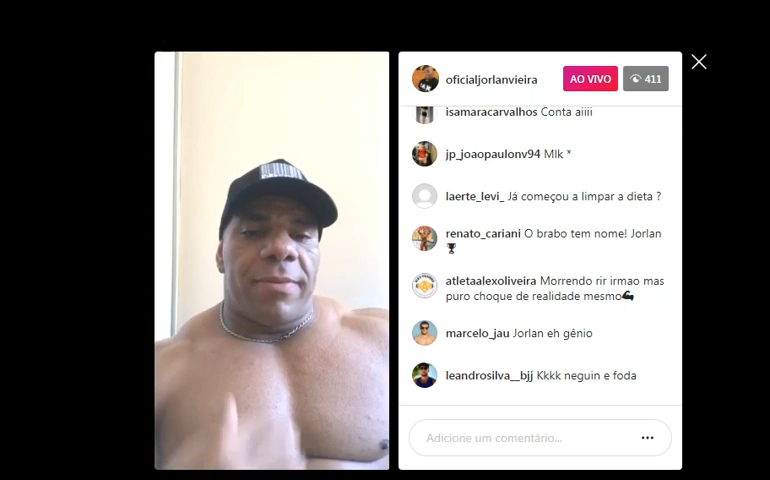 oficialjorlanvieira AO VIVO 411
isamaracarvalhos Conta aiiii
jp_joaopaulonv94 Mlk *
laerte_levi_ Já começou a limpar a dieta ?
renato_cariani O brabo tem nome! Jorlan
🏆
atletaalexoliveira Morrendo rir irmao mas
puro choque de realidade mesmo💪
marcelo_jau Jorlan eh gênio
leandrosilva__bjj Kkkk neguin e foda
Adicione um comentário...